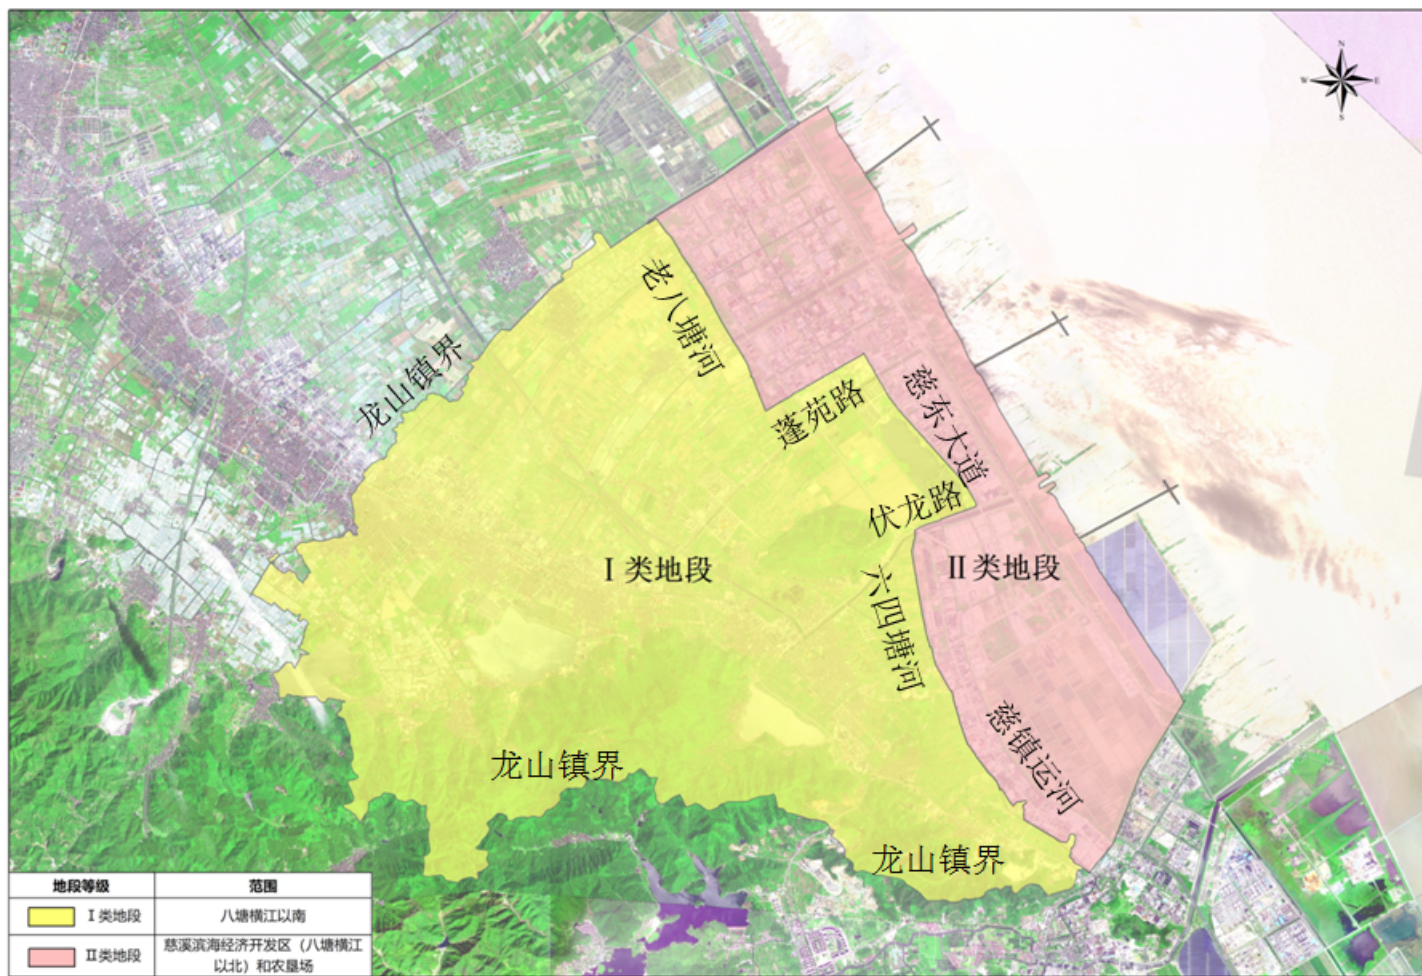 N
W
E
S
老八塘河
龙山镇界
蓬苑路
慈东大道
伏龙路
I 类地段
II 类地段
六四塘河
慈镇运河
龙山镇界
龙山镇界
地段等级 范围
I 类地段 八塘横江以南
II类地段 慈溪滨海经济开发区（八塘横江
以北）和农垦场